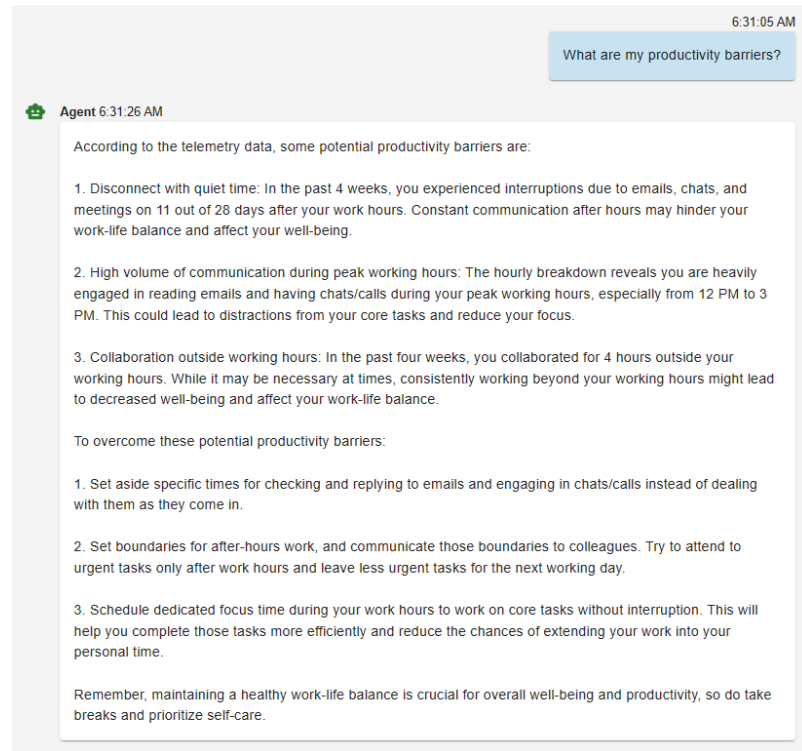 6:31:05 AM
What are my productivity barriers?
Agent 6:31:26 AM
According to the telemetry data, some potential productivity barriers are:
1. Disconnect with quiet time: In the past 4 weeks, you experienced interruptions due to emails, chats, and
meetings on 11 out of 28 days after your work hours. Constant communication after hours may hinder your
work-life balance and affect your well-being.
2. High volume of communication during peak working hours: The hourly breakdown reveals you are heavily
engaged in reading emails and having chats/calls during your peak working hours, especially from 12 PM to 3
PM. This could lead to distractions from your core tasks and reduce your focus.
3. Collaboration outside working hours: In the past four weeks, you collaborated for 4 hours outside your
working hours. While it may be necessary at times, consistently working beyond your working hours might lead
to decreased well-being and affect your work-life balance.
To overcome these potential productivity barriers:
1. Set aside specific times for checking and replying to emails and engaging in chats/calls instead of dealing
with them as they come in.
2. Set boundaries for after-hours work, and communicate those boundaries to colleagues. Try to attend to
urgent tasks only after work hours and leave less urgent tasks for the next working day.
3. Schedule dedicated focus time during your work hours to work on core tasks without interruption. This will
help you complete those tasks more efficiently and reduce the chances of extending your work into your
personal time.
Remember, maintaining a healthy work-life balance is crucial for overall well-being and productivity, so do take
breaks and prioritize self-care.